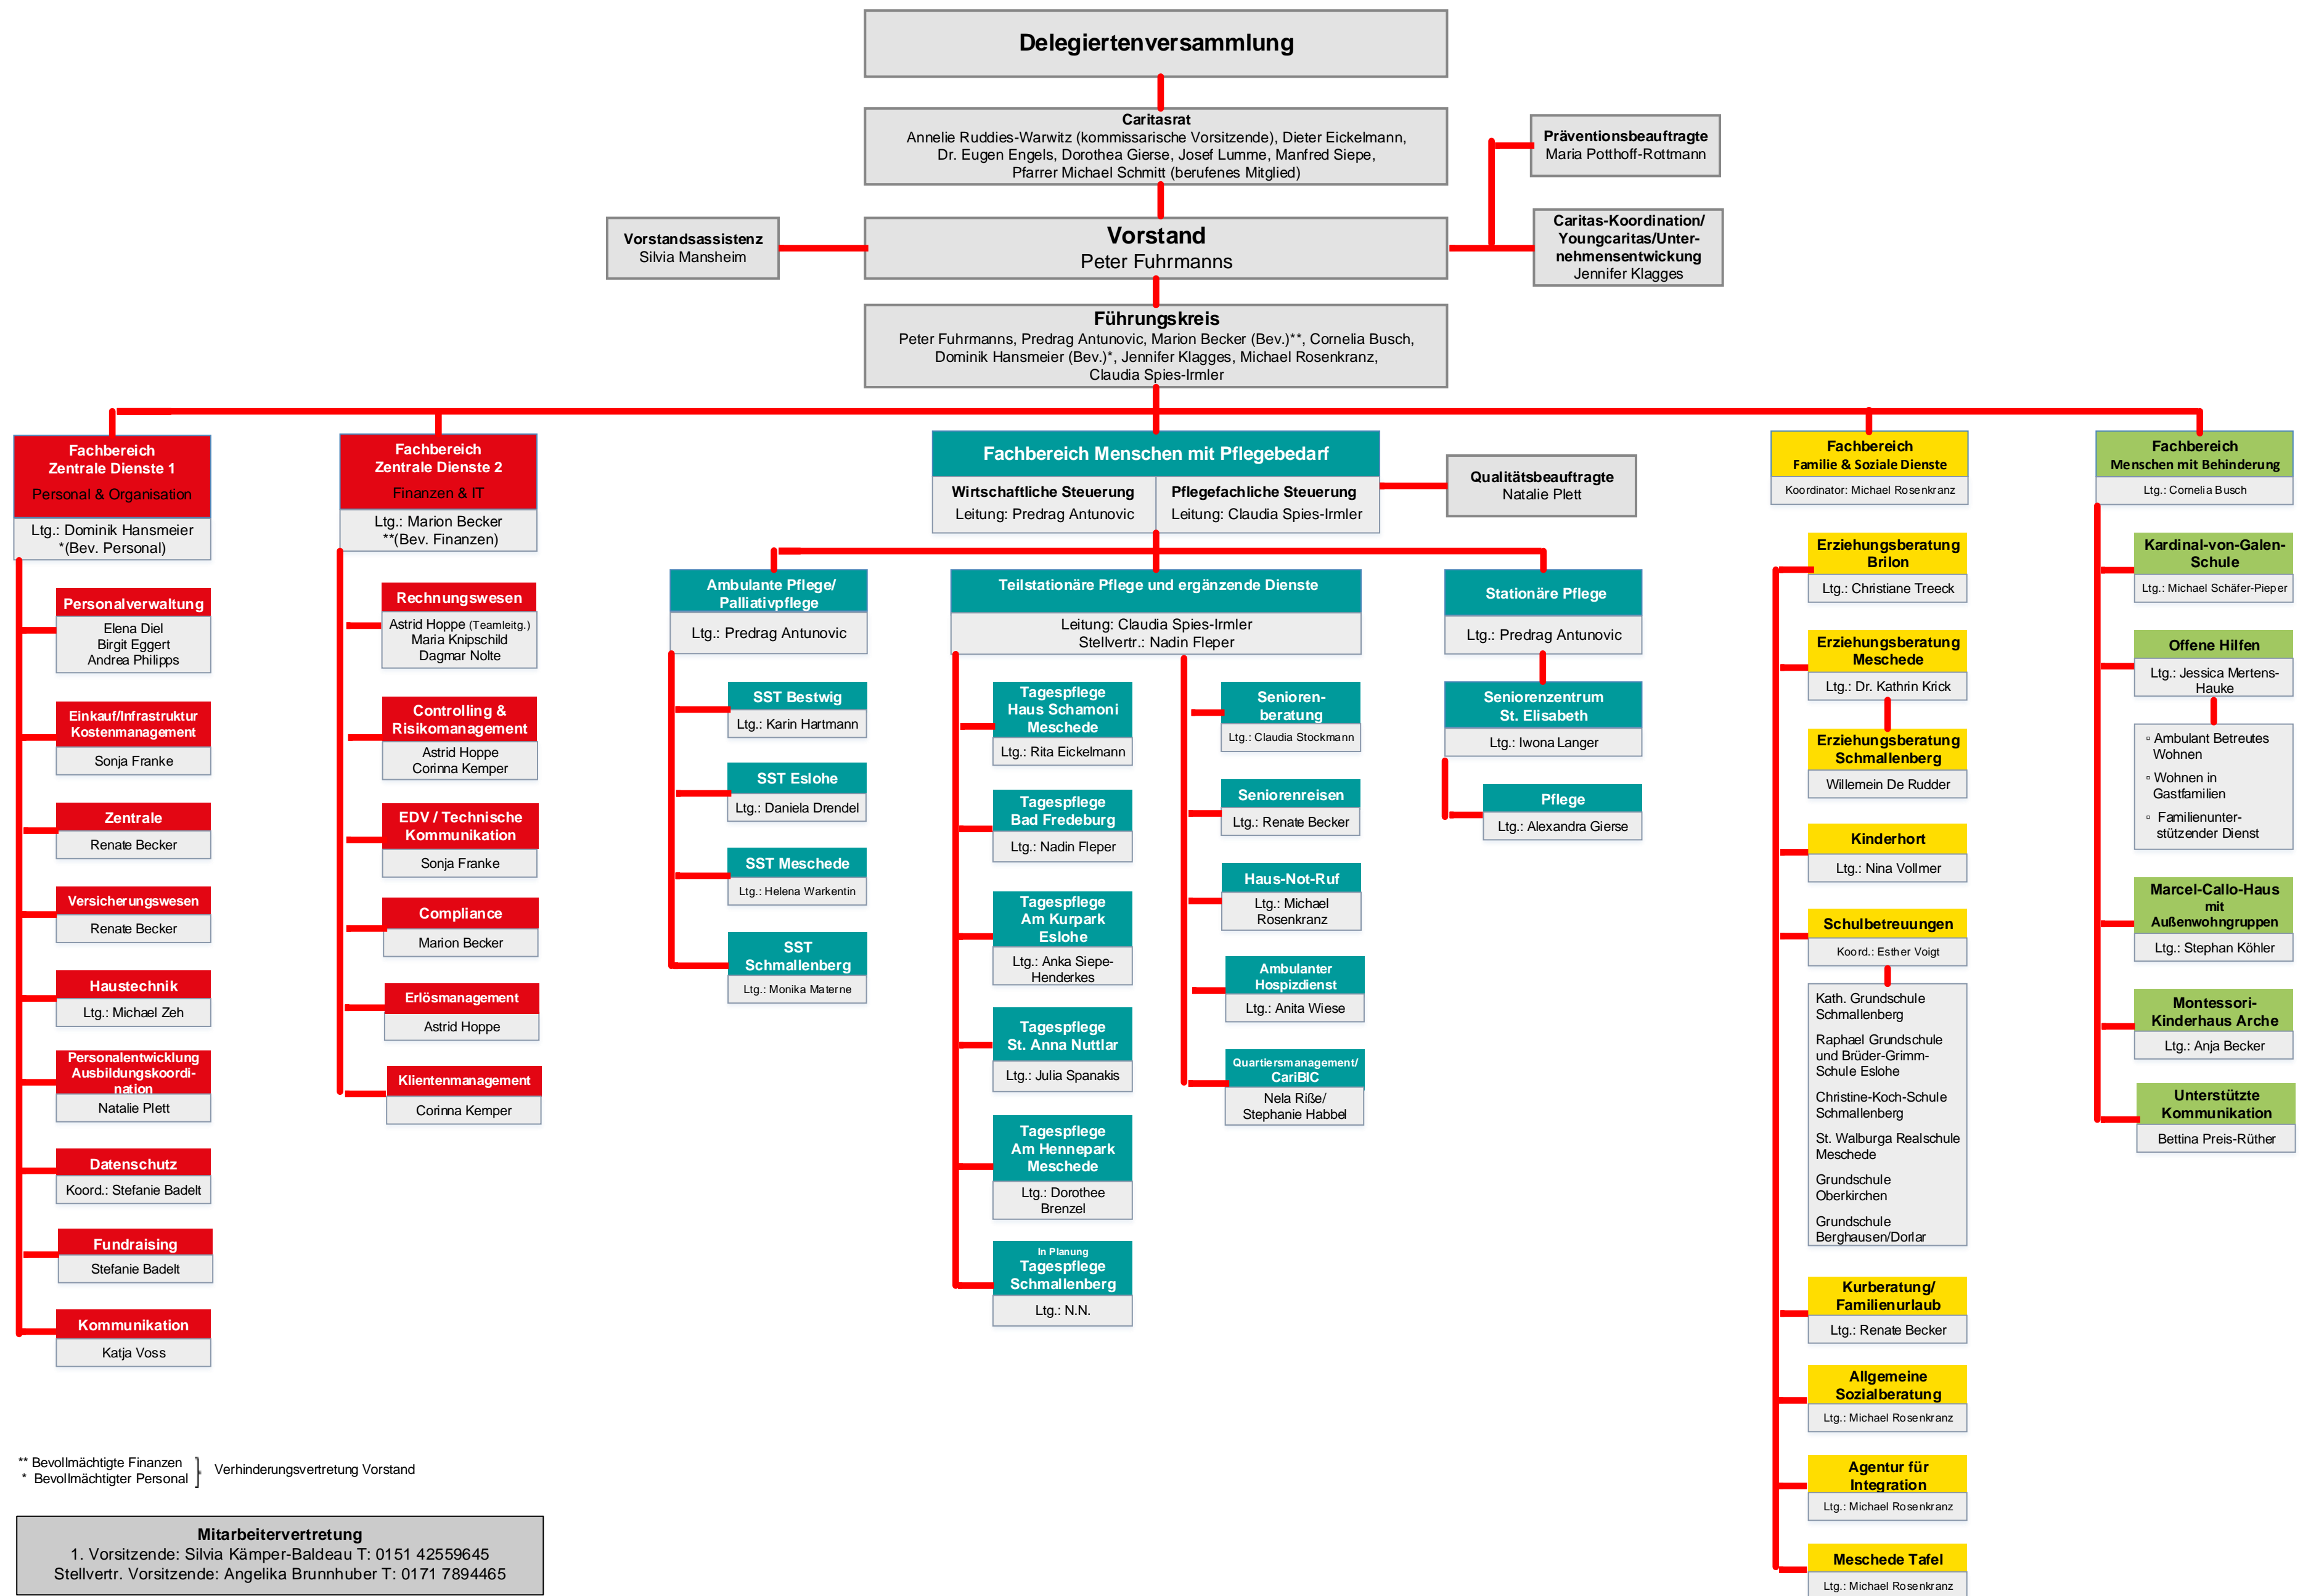 Delegiertenversammlung
Caritasrat
Annelie Ruddies-Warwitz (kommissarische Vorsitzende), Dieter Eickelmann,
Dr. Eugen Engels, Dorothea Gierse, Josef Lumme, Manfred Siepe,
Pfarrer Michael Schmitt (berufenes Mitglied)
Präventionsbeauftragte
Maria Potthoff-Rottmann
Vorstandsassistenz
Silvia Mansheim
Vorstand
Peter Fuhrmanns
Caritas-Koordination/
Youngcaritas/Unter-
nehmensentwickung
Jennifer Klagges
Führungskreis
Peter Fuhrmanns, Predrag Antunovic, Marion Becker (Bev.)**, Cornelia Busch,
Dominik Hansmeier (Bev.)*, Jennifer Klagges, Michael Rosenkranz,
Claudia Spies-Irmler
Fachbereich
Zentrale Dienste 1
Personal & Organisation
Ltg.: Dominik Hansmeier
*(Bev. Personal)
Personalverwaltung
Elena Diel
Birgit Eggert
Andrea Philipps
Einkauf/Infrastruktur
Kostenmanagement
Sonja Franke
Zentrale
Renate Becker
Versicherungswesen
Renate Becker
Haustechnik
Ltg.: Michael Zeh
Personalentwicklung
Ausbildungskoordi-
nation
Natalie Plett
Datenschutz
Koord.: Stefanie Badelt
Fundraising
Stefanie Badelt
Kommunikation
Katja Voss
Fachbereich
Zentrale Dienste 2
Finanzen & IT
Ltg.: Marion Becker
**(Bev. Finanzen)
Rechnungswesen
Astrid Hoppe (Teamleitg.)
Maria Knipschild
Dagmar Nolte
Controlling &
Risikomanagement
Astrid Hoppe
Corinna Kemper
EDV / Technische
Kommunikation
Sonja Franke
Compliance
Marion Becker
Erlösmanagement
Astrid Hoppe
Klientenmanagement
Corinna Kemper
Fachbereich Menschen mit Pflegebedarf
Wirtschaftliche Steuerung
Leitung: Predrag Antunovic
Pflegefachliche Steuerung
Leitung: Claudia Spies-Irmler
Qualitätsbeauftragte
Natalie Plett
Ambulante Pflege/
Palliativpflege
Ltg.: Predrag Antunovic
SST Bestwig
Ltg.: Karin Hartmann
SST Eslohe
Ltg.: Daniela Drendel
SST Meschede
Ltg.: Helena Warkentin
SST
Schmallenberg
Ltg.: Monika Materne
Teilstationäre Pflege und ergänzende Dienste
Leitung: Claudia Spies-Irmler
Stellvertr.: Nadin Fleper
Tagespflege
Haus Schamoni
Meschede
Ltg.: Rita Eickelmann
Tagespflege
Bad Fredeburg
Ltg.: Nadin Fleper
Tagespflege
Am Kurpark
Eslohe
Ltg.: Anka Siepe-
Henderkes
Tagespflege
St. Anna Nuttlar
Ltg.: Julia Spanakis
Tagespflege
Am Hennepark
Meschede
Ltg.: Dorothee
Brenzel
In Planung
Tagespflege
Schmallenberg
Ltg.: N.N.
Senioren-
beratung
Ltg.: Claudia Stockmann
Seniorenreisen
Ltg.: Renate Becker
Haus-Not-Ruf
Ltg.: Michael
Rosenkranz
Ambulanter
Hospizdienst
Ltg.: Anita Wiese
Quartiersmanagement/
CariBIC
Nela Riße/
Stephanie Habbel
Stationäre Pflege
Ltg.: Predrag Antunovic
Seniorenzentrum
St. Elisabeth
Ltg.: Iwona Langer
Pflege
Ltg.: Alexandra Gierse
Fachbereich
Familie & Soziale Dienste
Koordinator: Michael Rosenkranz
Erziehungsberatung
Brilon
Ltg.: Christiane Treeck
Erziehungsberatung
Meschede
Ltg.: Dr. Kathrin Krick
Erziehungsberatung
Schmallenberg
Willemein De Rudder
Kinderhort
Ltg.: Nina Vollmer
Schulbetreuungen
Koord.: Esther Voigt
Kath. Grundschule
Schmallenberg
Raphael Grundschule
und Brüder-Grimm-
Schule Eslohe
Christine-Koch-Schule
Schmallenberg
St. Walburga Realschule
Meschede
Grundschule
Oberkirchen
Grundschule
Berghausen/Dorlar
Kurberatung/
Familienurlaub
Ltg.: Renate Becker
Allgemeine
Sozialberatung
Ltg.: Michael Rosenkranz
Agentur für
Integration
Ltg.: Michael Rosenkranz
Meschede Tafel
Ltg.: Michael Rosenkranz
Fachbereich
Menschen mit Behinderung
Ltg.: Cornelia Busch
Kardinal-von-Galen-
Schule
Ltg.: Michael Schäfer-Pieper
Offene Hilfen
Ltg.: Jessica Mertens-
Hauke
▫ Ambulant Betreutes
Wohnen
▫ Wohnen in
Gastfamilien
▫ Familienunter-
stützender Dienst
Marcel-Callo-Haus
mit
Außenwohngruppen
Ltg.: Stephan Köhler
Montessori-
Kinderhaus Arche
Ltg.: Anja Becker
Unterstützte
Kommunikation
Bettina Preis-Rüther
** Bevollmächtigte Finanzen
* Bevollmächtigter Personal
Verhinderungsvertretung Vorstand
Mitarbeitervertretung
1. Vorsitzende: Silvia Kämper-Baldeau T: 0151 42559645
Stellvertr. Vorsitzende: Angelika Brunnhuber T: 0171 7894465